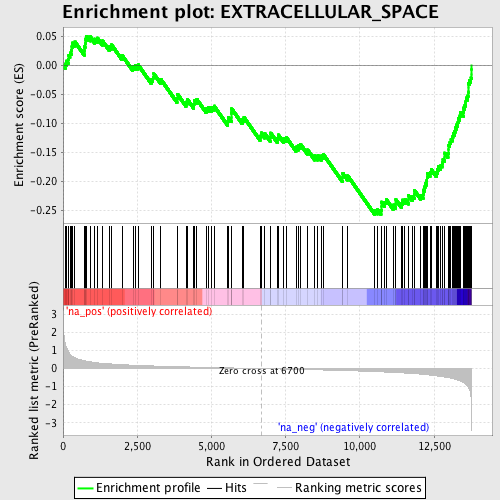 Enrichment plot: EXTRACELLULAR_SPACE
Enrichment score (ES)
0.05
0.00
-0.05
-0.10
-0.15
-0.20
-0.25
'na_pos' (positively correlated)
Ranked list metric (PreRanked)
3
2
1
0
-1
-2
-3
Zero cross at 6700
'na_neg' (negatively correlated)
0
2,500
5,000
7,500
10,000
12,500
Rank in Ordered Dataset
Enrichment profile
Hits
Ranking metric scores